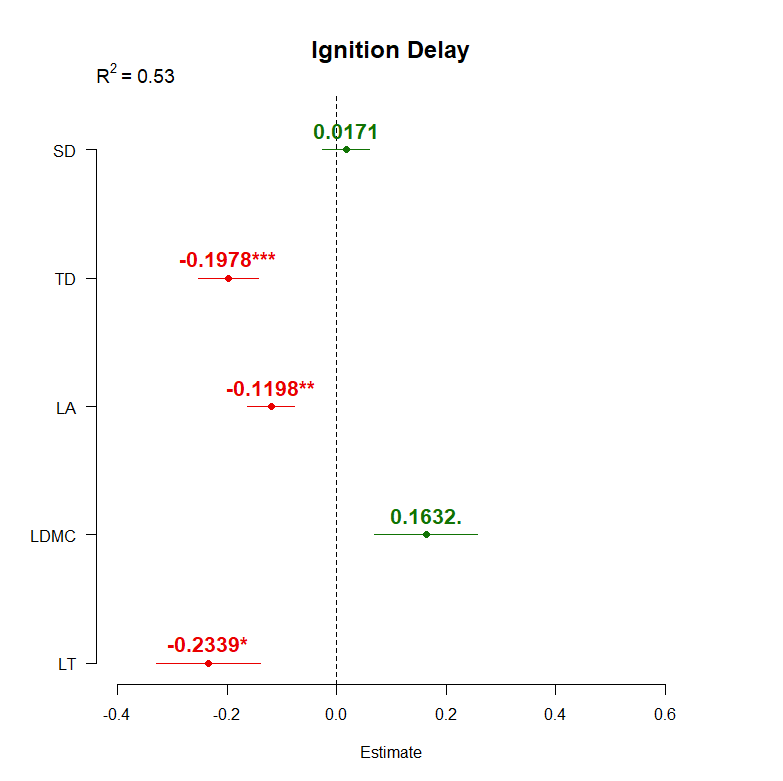 Ignition Delay
R² = 0.53
SD
0.0171
TD
-0.1978***
LA
-0.1198**
LDMC
0.1632.
LT
-0.2339*
-0.4 -0.2 0.0 0.2 0.4 0.6
Estimate